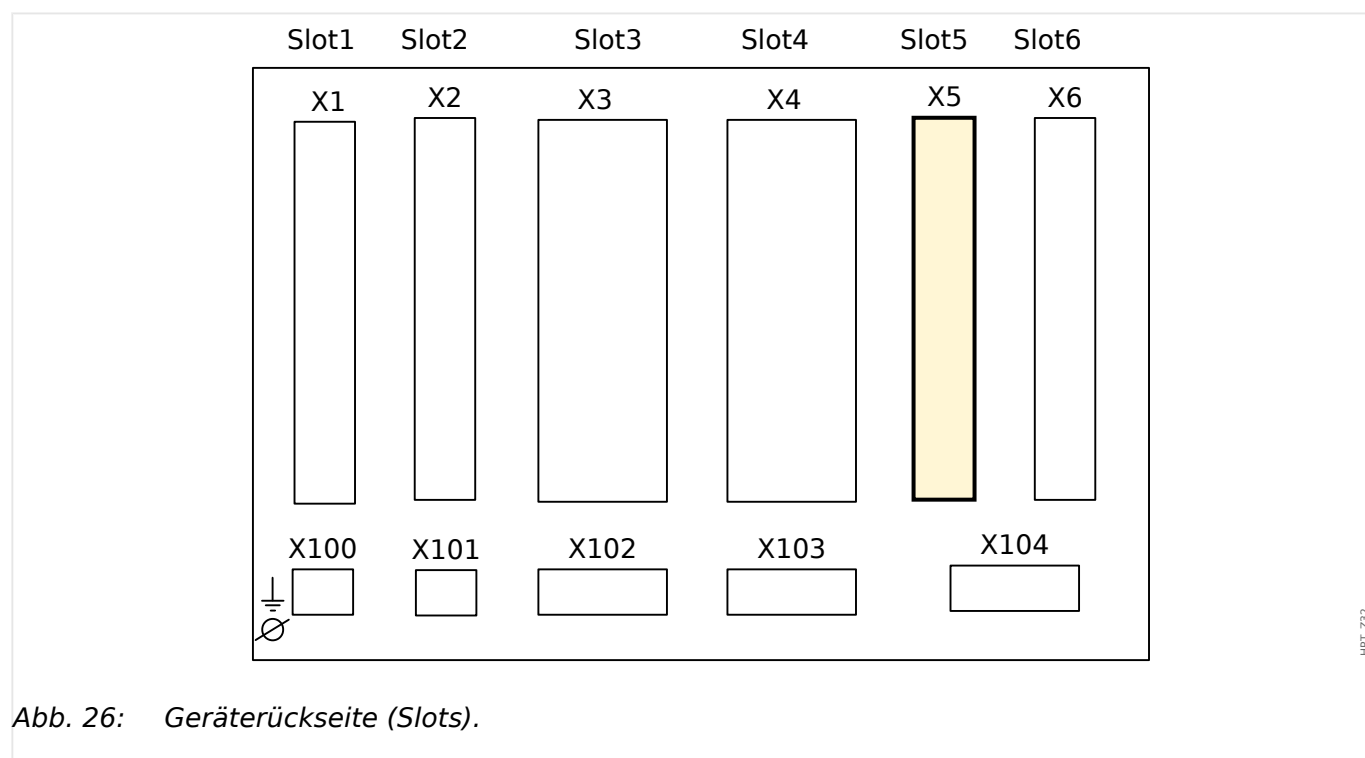 Slot1 Slot2 Slot3 Slot4 Slot5 Slot6
X1 X2 X3 X4 X5 X6
X100 X101 X102 X103 X104
Abb. 26: Geräterückseite (Slots).